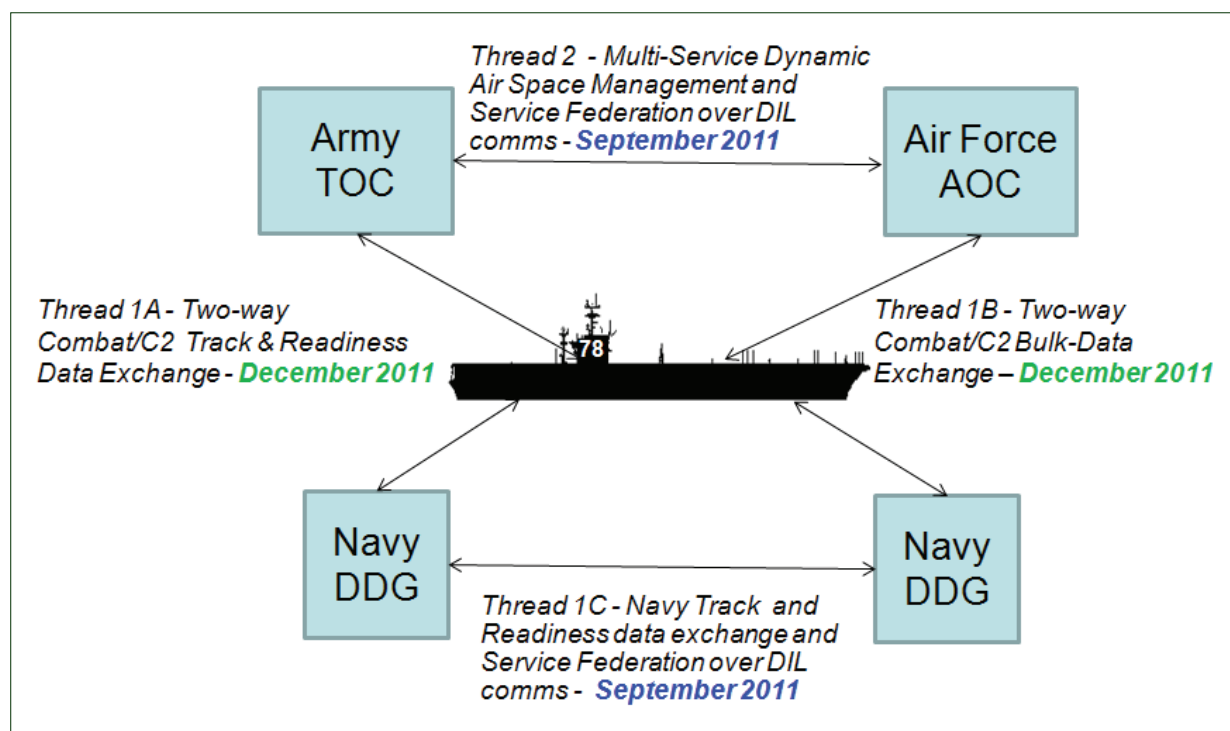 Thread 2 - Multi-Service Dynamic
Air Space Management and
Service Federation over DIL
comms - September 2011
Army
TOC
Air Force
AOC
Thread 1A - Two-way
Combat/C2 Track & Readiness
Data Exchange - December 2011
78
Thread 1B - Two-way
Combat/C2 Bulk-Data
Exchange – December 2011
Navy
DDG
Navy
DDG
Thread 1C - Navy Track and
Readiness data exchange and
Service Federation over DIL
comms - September 2011